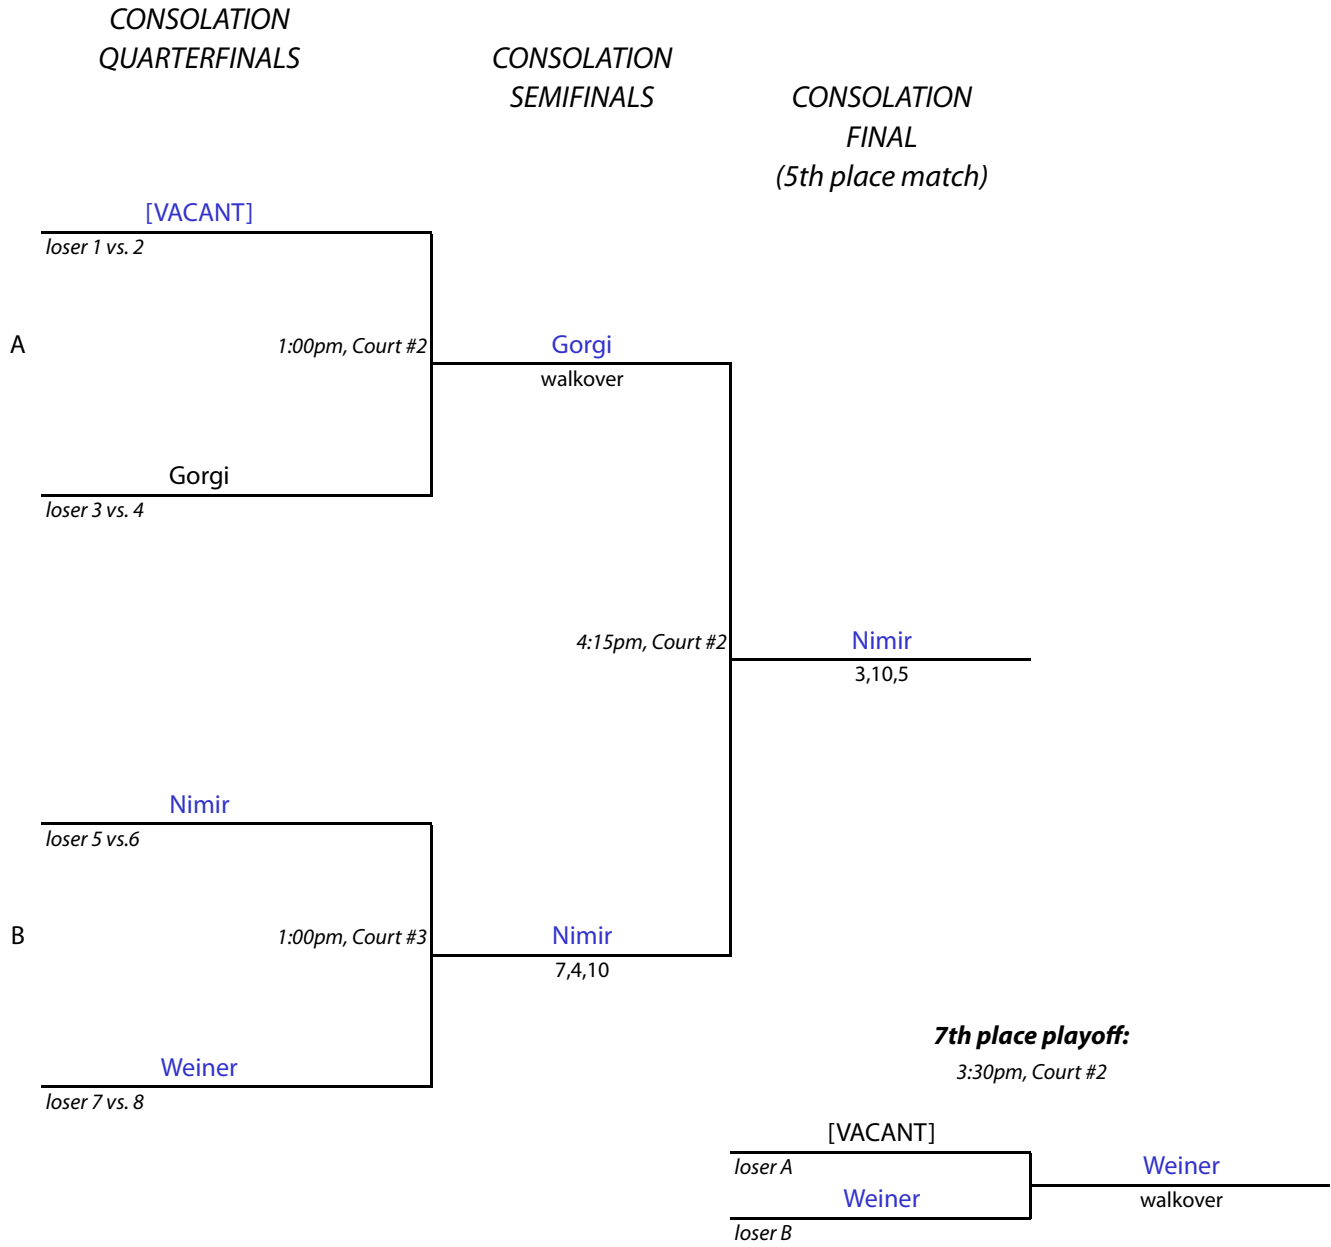 CONSOLATION
QUARTERFINALS
CONSOLATION
SEMIFINALS
CONSOLATION
FINAL
(5th place match)
[VACANT]
loser 1 vs. 2
A
1:00pm, Court #2
Gorgi
walkover
Gorgi
loser 3 vs. 4
4:15pm, Court #2
Nimir
3,10,5
Nimir
loser 5 vs.6
B
1:00pm, Court #3
Nimir
7,4,10
Weiner
loser 7 vs. 8
7th place playoff:
3:30pm, Court #2
[VACANT]
loser A
Weiner
walkover
Weiner
loser B